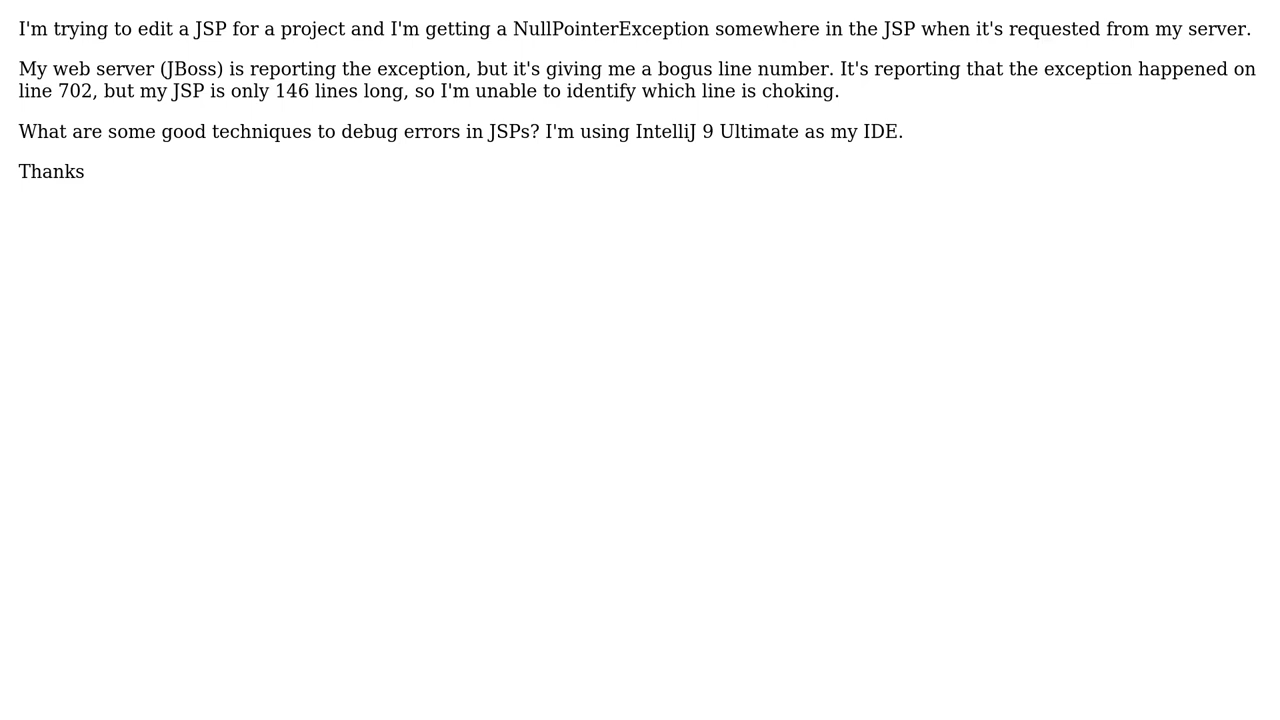 I'm trying to edit a JSP for a project and I'm getting a NullPointerException somewhere in the JSP when it's requested from my server.
My web server (JBoss) is reporting the exception, but it's giving me a bogus line number. It's reporting that the exception happened on
line 702, but my JSP is only 146 lines long, so I'm unable to identify which line is choking.
What are some good techniques to debug errors in JSPs? I'm using IntelliJ 9 Ultimate as my IDE.
Thanks